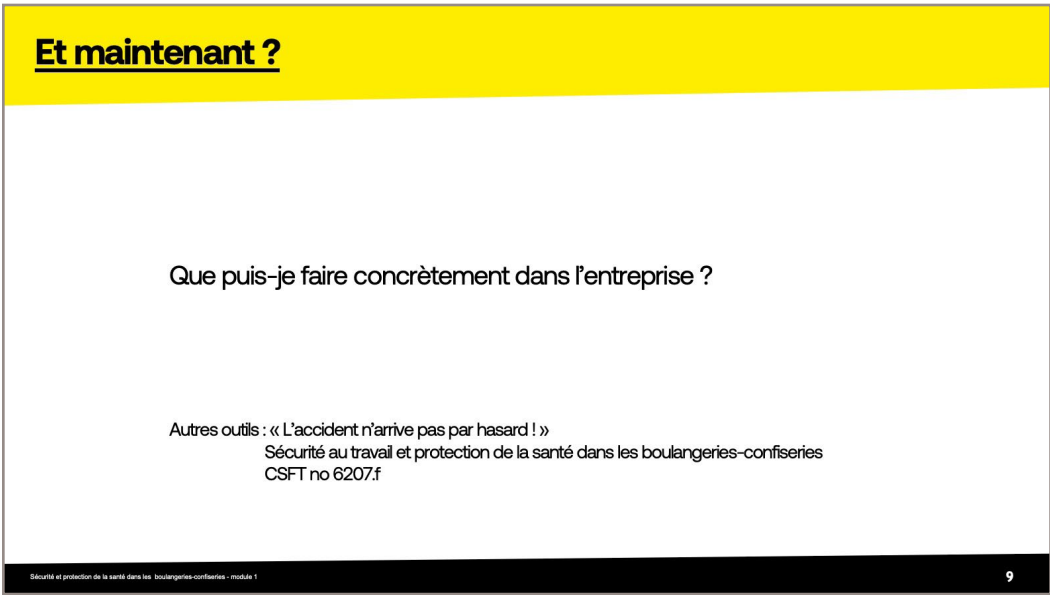 Et maintenant ?
Que puis-je faire concrètement dans l’entreprise ?
Autres outils : « L’accident n’arrive pas par hasard ! »
Sécurité au travail et protection de la santé dans les boulangeries-confiseries
CSFT no 6207.f
Sécurité et protection de la santé dans les boulangeries-confiseries - module 1
9